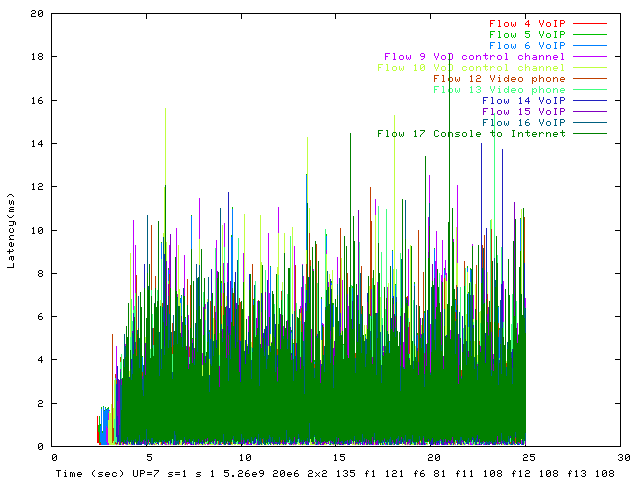 20
18
16
14
12
10
8
6
4
2
0
Latency(ms)
Flow 4 VoIP
Flow 5 VoIP
Flow 6 VoIP
Flow 9 VoD control channel
Flow 10 VoD control channel
Flow 12 Video phone
Flow 13 Video phone
Flow 14 VoIP
Flow 15 VoIP
Flow 16 VoIP
Flow 17 Console to Internet
0 5 10 15 20 25 30
Time (sec) UP=7 s=1 s 1 5.26e9 20e6 2x2 135 f1 121 f6 81 f11 108 f12 108 f13 108